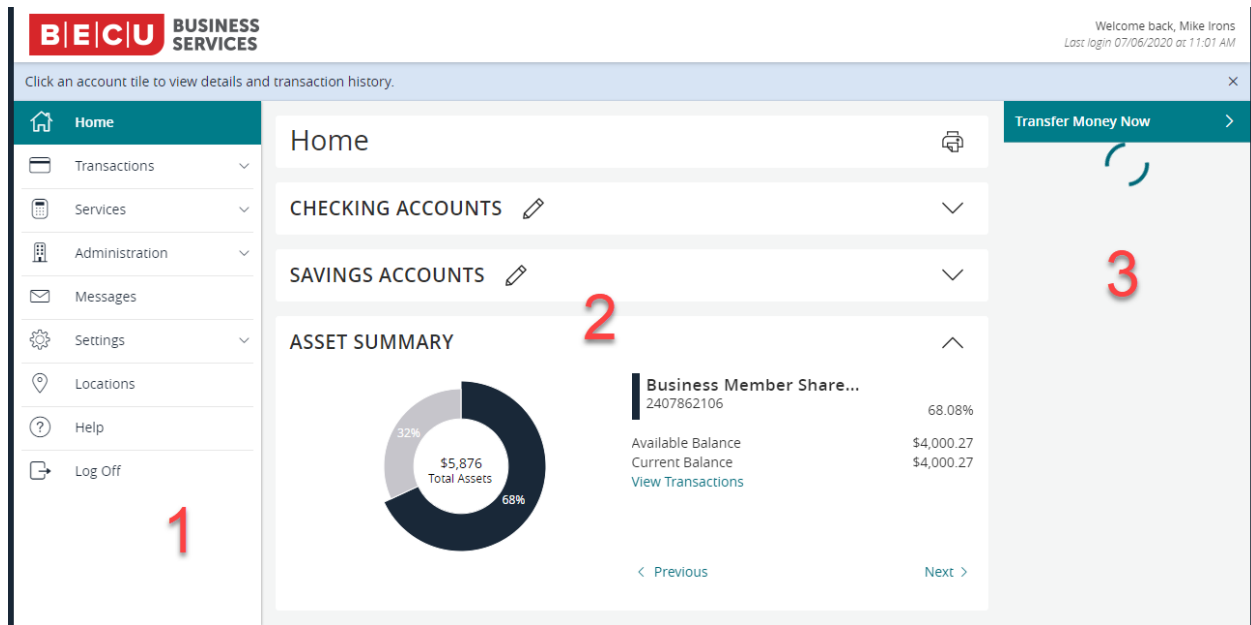 B|E|C|U BUSINESS SERVICES
Welcome back, Mike Irons
Last login 07/06/2020 at 11:01 AM
Click an account tile to view details and transaction history.
Home
Transactions
Services
Administration
Messages
Settings
Locations
Help
Log Off
1
Home
CHECKING ACCOUNTS
SAVINGS ACCOUNTS
2
ASSET SUMMARY
32%
$5,876
Total Assets
68%
Business Member Share...
2407862106
68.08%
Available Balance $4,000.27
Current Balance $4,000.27
View Transactions
Previous
Next
Transfer Money Now
3